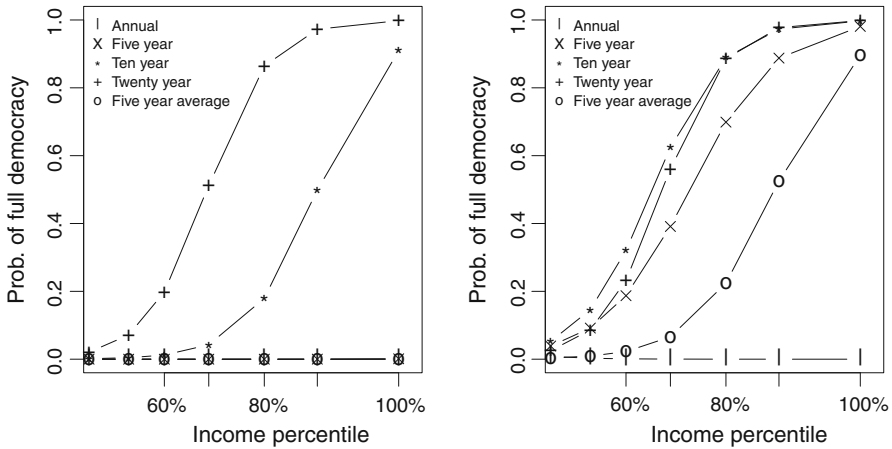 Prob. of full democracy
1.0
0.8
0.6
0.4
0.2
0.0
| Annual
x Five year
* Ten year
+ Twenty year
o Five year average
60% 80% 100%
Income percentile
Prob. of full democracy
1.0
0.8
0.6
0.4
0.2
0.0
| Annual
x Five year
* Ten year
+ Twenty year
o Five year average
60% 80% 100%
Income percentile